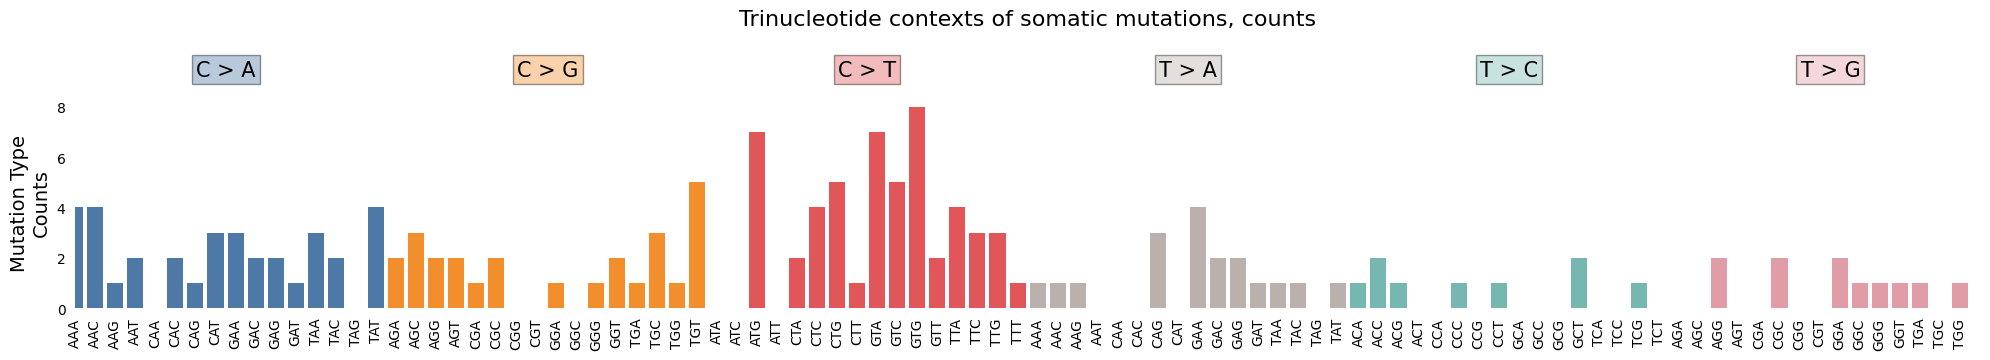 Trinucleotide contexts of somatic mutations, counts
C > A C > G C > T T > A T > C T > G
Mutation Type
Counts
8
6
4
2
0
AAA AAC AAG AAT CAA CAC CAG CAT GAA GAC GAG GAT TAA TAC TAG TAT AGA AGC AGG AGT CGA CGC CGG CGT GGA GGC GGG GGT TGA TGC TGG TGT ATA ATC ATG ATT CTA CTC CTG CTT GTA GTC GTG GTT TTA TTC TTG TTT AAA AAC AAG AAT CAA CAC CAG CAT GAA GAC GAG GAT TAA TAC TAG TAT ACA ACC ACG ACT CCA CCC CCG CCT GCA GCC GCG GCT TCA TCC TCG TCT AGA AGC AGG AGT CGA CGC CGG CGT GGA GGC GGG GGT TGA TGC TGG